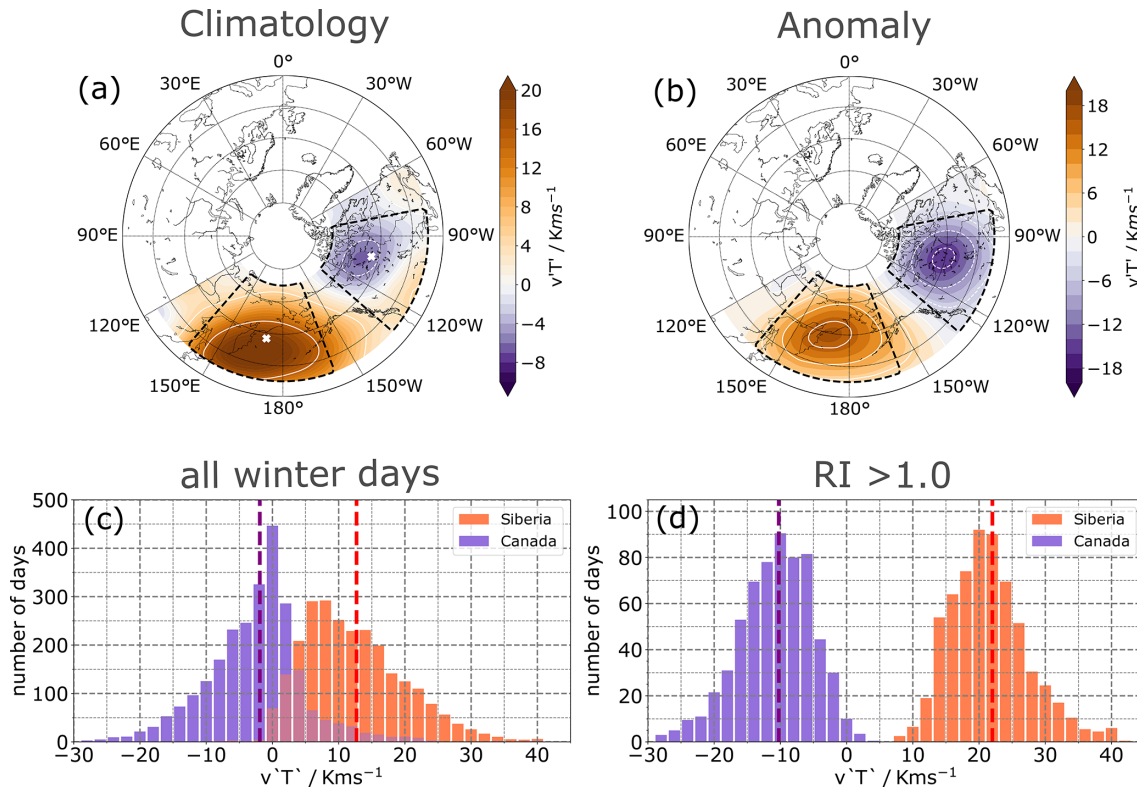 Climatology
Anomaly
(a)
0°
30°E
30°W
60°E
60°W
90°E
90°W
120°E
120°W
150°E
150°W
180°
20
16
12
8
4
0
−4
−8
v'T' / Kms⁻¹
(b)
0°
30°E
30°W
60°E
60°W
90°E
90°W
120°E
120°W
150°E
150°W
180°
18
12
6
0
−6
−12
−18
v'T' / Kms⁻¹
all winter days
RI >1.0
(c)
Siberia
Canada
number of days
500
400
300
200
100
0
−30 −20 −10 0 10 20 30 40
v`T` / Kms⁻¹
(d)
Siberia
Canada
number of days
100
80
60
40
20
0
−30 −20 −10 0 10 20 30 40
v`T` / Kms⁻¹